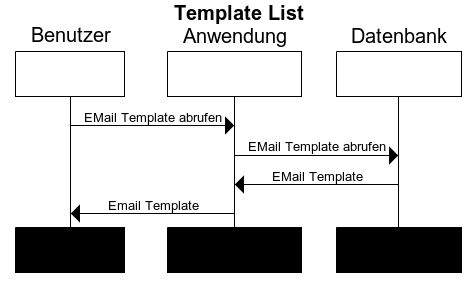 Template List
Benutzer Anwendung Datenbank
EMail Template abrufen
EMail Template abrufen
EMail Template
Email Template